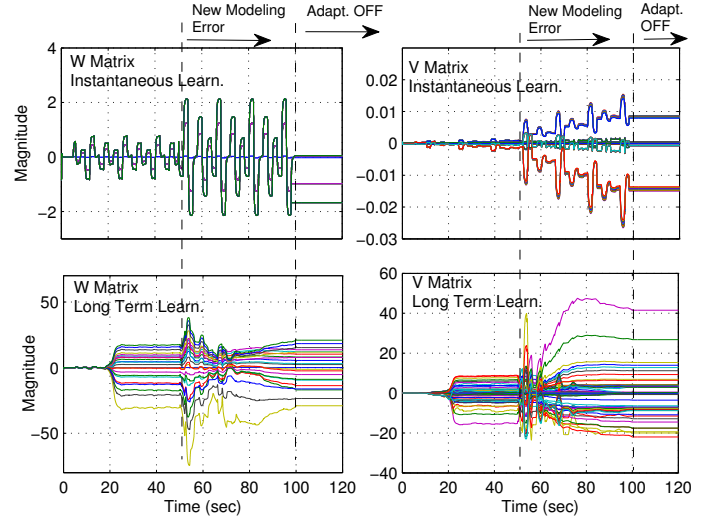 New Modeling
Error
Adapt. OFF
New Modeling
Error
Adapt.
OFF
W Matrix
Instantaneous Learn.
4
2
0
−2
Magnitude
V Matrix
Instantaneous Learn.
0.02
0.01
0
−0.01
−0.02
−0.03
W Matrix
Long Term Learn.
50
0
−50
Magnitude
0
20
40
60
80
100
120
Time (sec)
V Matrix
Long Term Learn.
60
40
20
0
−20
−40
0
20
40
60
80
100
120
Time (sec)